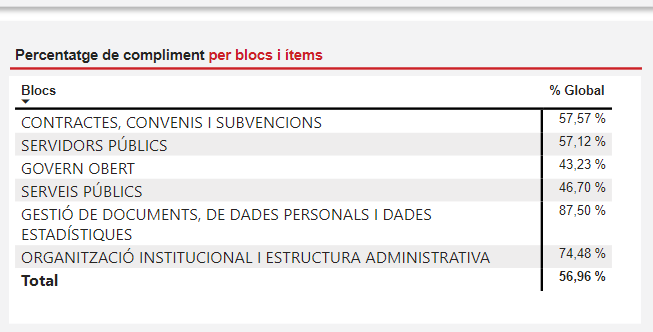 Percentatge de compliment per blocs i ítems
Blocs % Global
CONTRACTES, CONVENIS I SUBVENCIONS 57,57 %
SERVIDORS PÚBLICS 57,12 %
GOVERN OBERT 43,23 %
SERVEIS PÚBLICS 46,70 %
GESTIÓ DE DOCUMENTS, DE DADES PERSONALS I DADES 87,50 %
ESTADÍSTIQUES
ORGANITZACIÓ INSTITUCIONAL I ESTRUCTURA ADMINISTRATIVA 74,48 %
Total 56,96 %